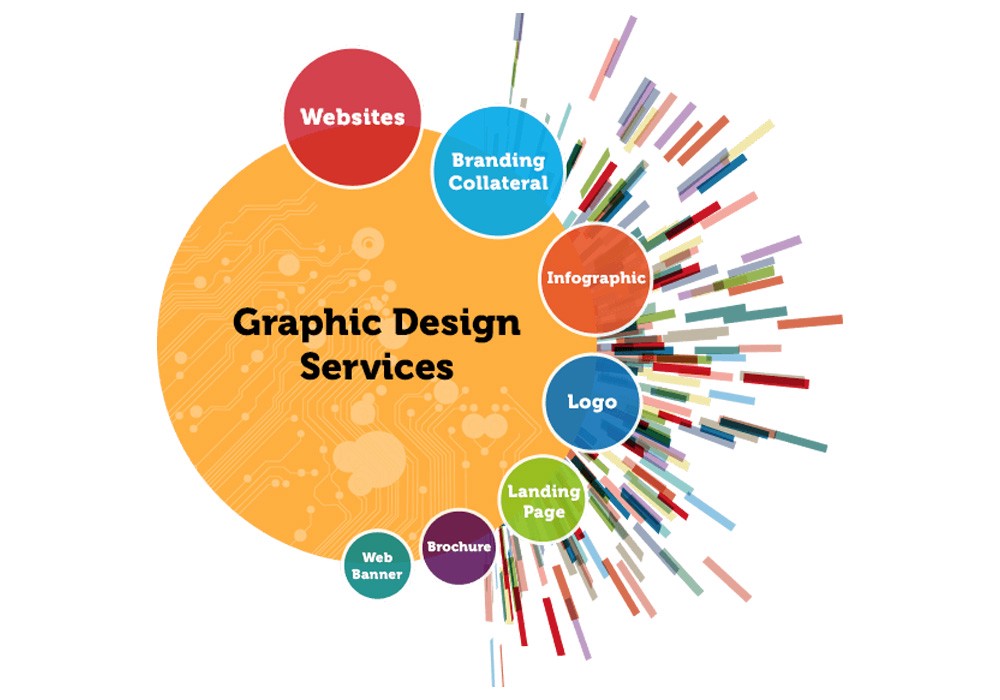 Websites
Branding
Collateral
Infographic
Graphic Design
Services
Logo
Landing
Page
Brochure
Web
Banner